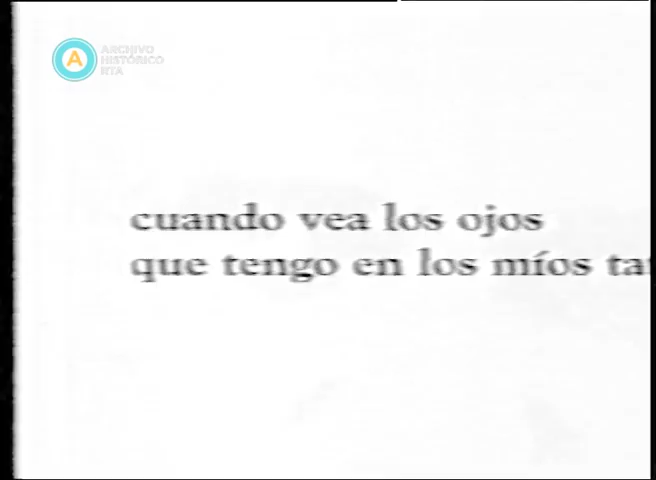 ARCHIVO
HISTÓRICO
RTA
cuando vea los ojos
que tengo en los míos